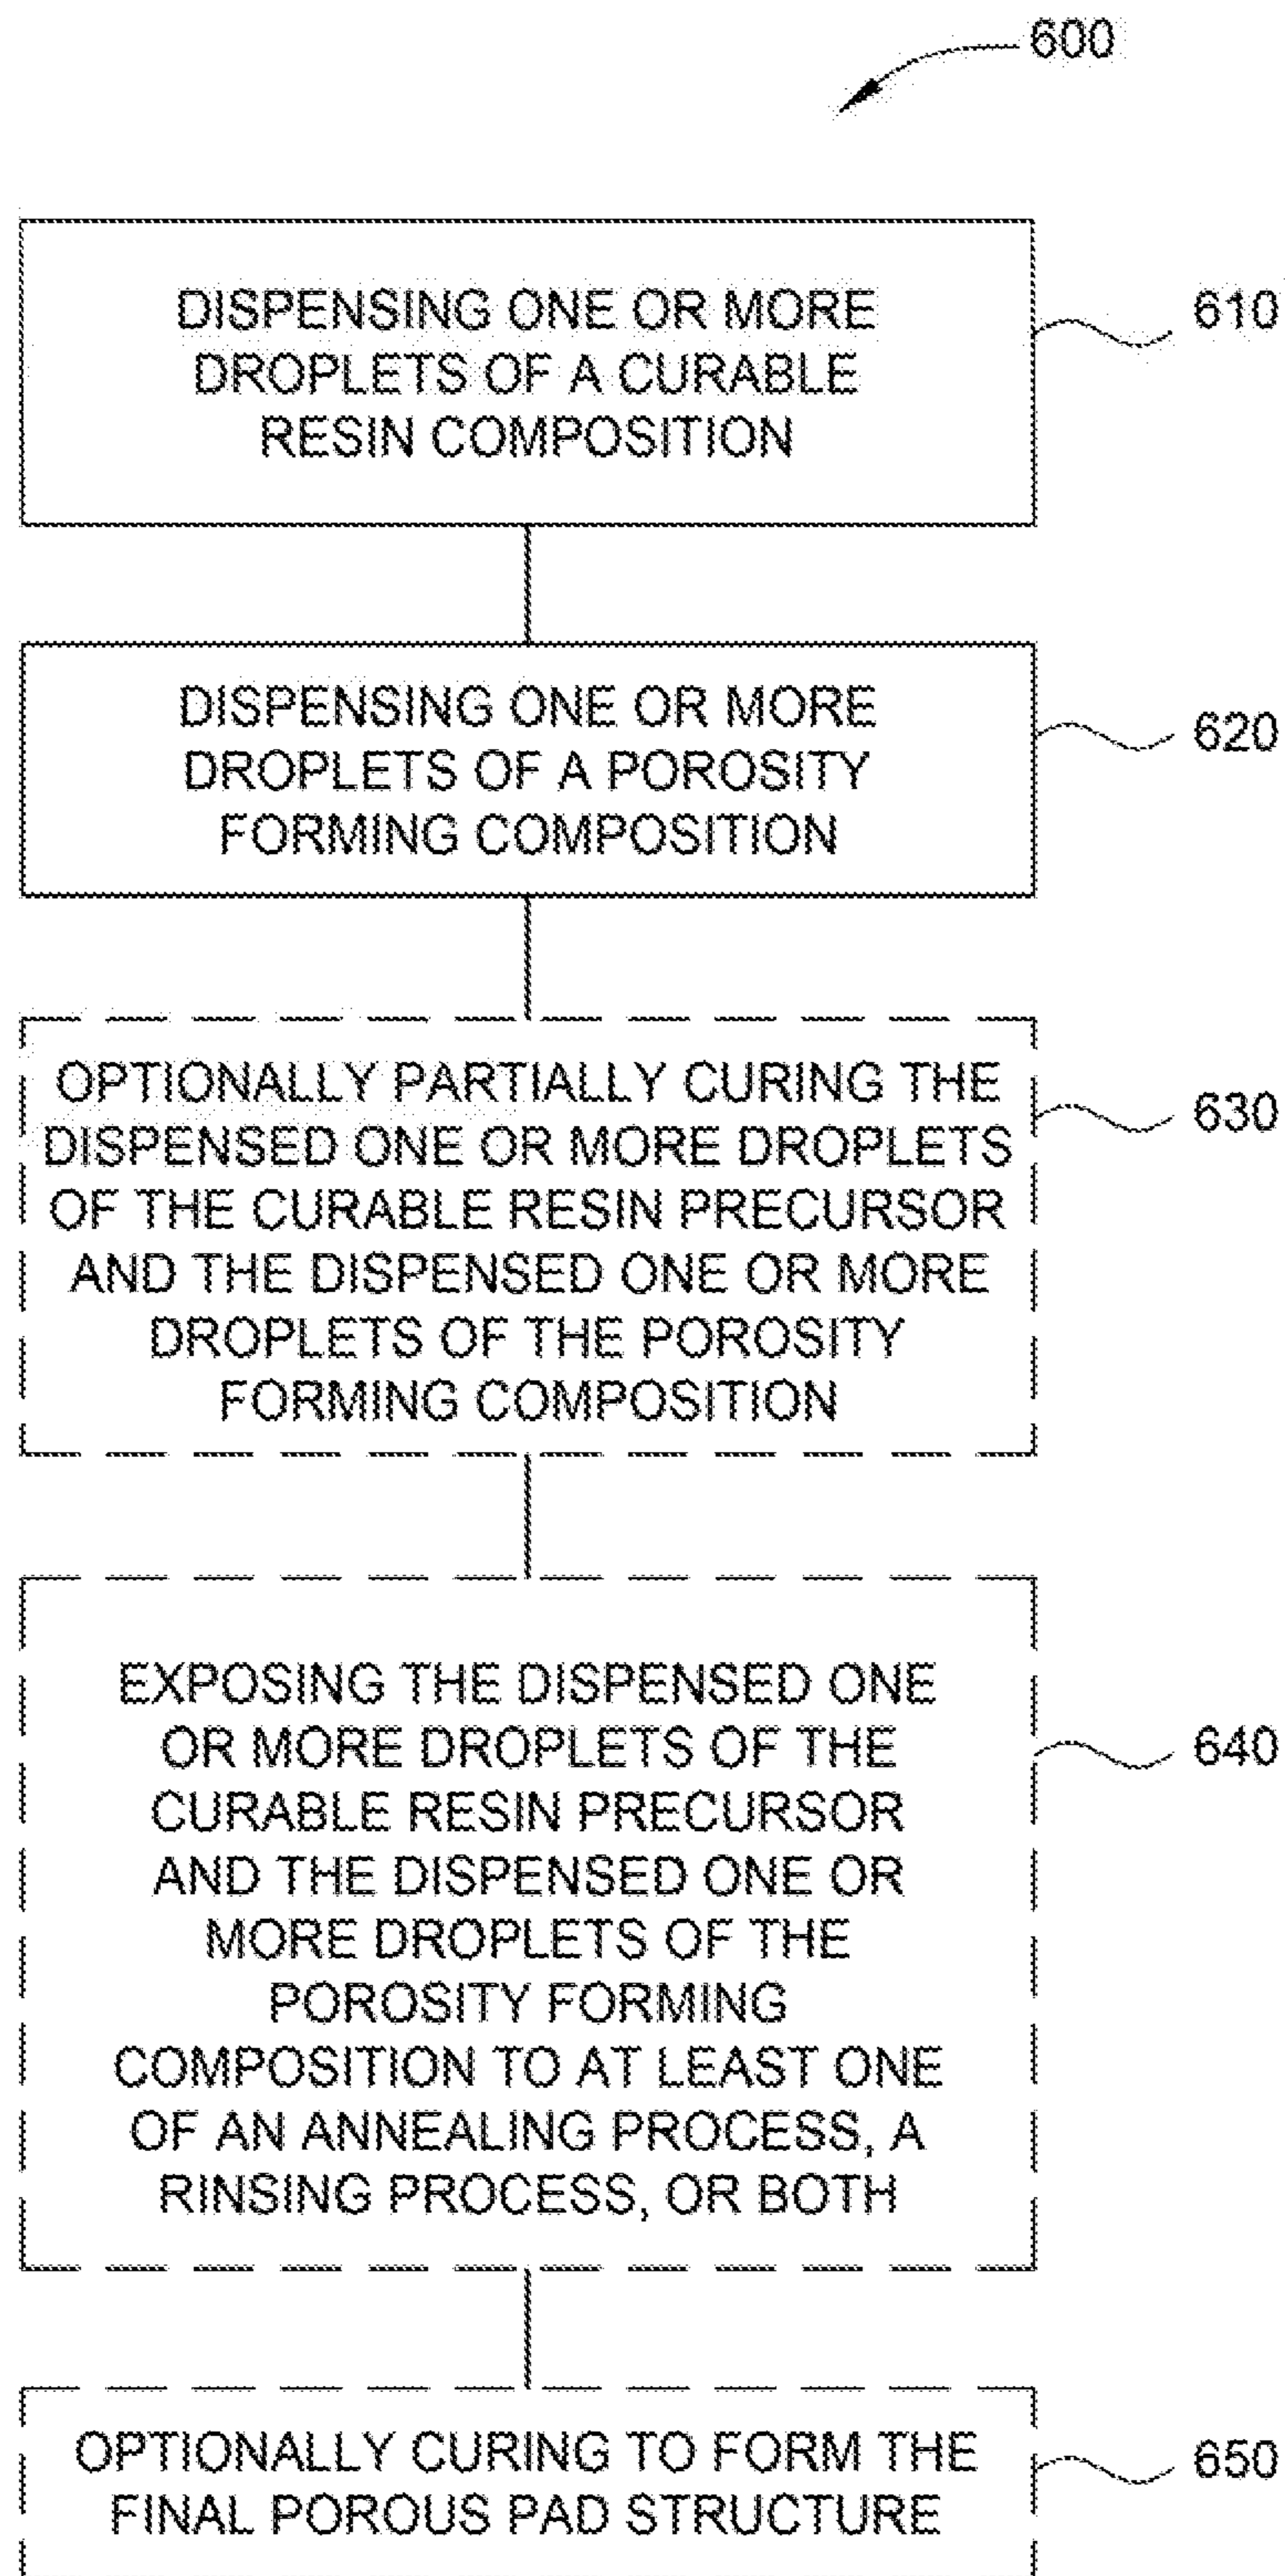 600
DISPENSING ONE OR MORE
DROPLETS OF A CURABLE
RESIN COMPOSITION
610
DISPENSING ONE OR MORE
DROPLETS OF A POROSITY
FORMING COMPOSITION
620
OPTIONALLY PARTIALLY CURING THE
DISPENSED ONE OR MORE DROPLETS
OF THE CURABLE RESIN PRECURSOR
AND THE DISPENSED ONE OR MORE
DROPLETS OF THE POROSITY
FORMING COMPOSITION
630
EXPOSING THE DISPENSED ONE
OR MORE DROPLETS OF THE
CURABLE RESIN PRECURSOR
AND THE DISPENSED ONE OR
MORE DROPLETS OF THE
POROSITY FORMING
COMPOSITION TO AT LEAST ONE
OF AN ANNEALING PROCESS, A
RINSING PROCESS, OR BOTH
640
OPTIONALLY CURING TO FORM THE
FINAL POROUS PAD STRUCTURE
650